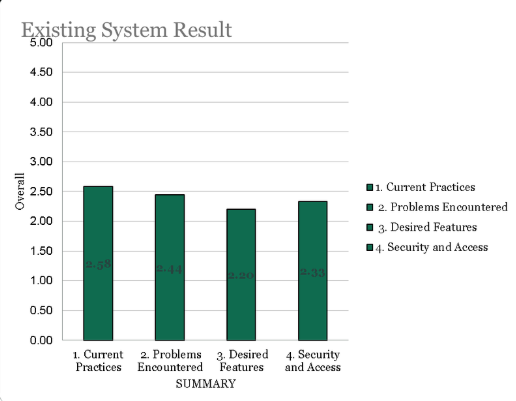 Existing System Result
5.00
4.50
4.00
3.50
3.00
2.50
2.00
1.50
1.00
0.50
0.00
Overall
2.58
2.44
2.20
2.33
1. Current
Practices
2. Problems
Encountered
3. Desired
Features
4. Security
and Access
SUMMARY
1. Current Practices
2. Problems Encountered
3. Desired Features
4. Security and Access